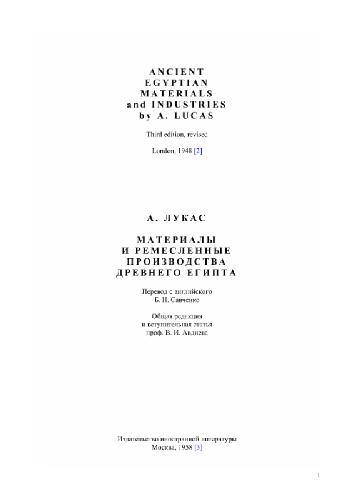 ANCIENT
EGYPTIAN
MATERIALS
and INDUSTRIES
by A. LUCAS
Third edition, revised
London, 1948 [2]
А. ЛУКАС
МАТЕРИАЛЫ
И РЕМЕСЛЕННЫЕ
ПРОИЗВОДСТВА
ДРЕВНЕГО ЕГИПТА
Перевод с английского
Б. Н. Савченко
Общая редакция
и вступительная статья
проф. В. И. Авдиева
Издательство иностранной литературы
Москва, 1958 [3]
1